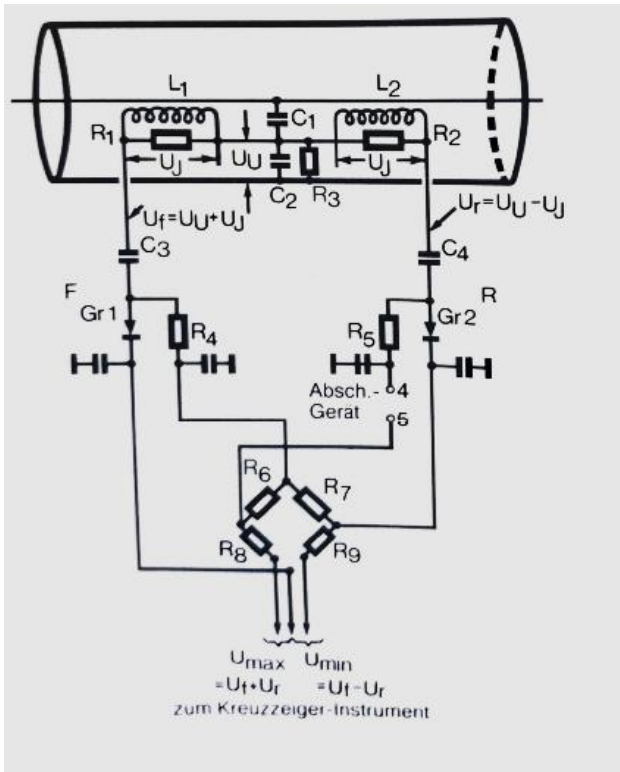 L1 L2
C1
R1 R2
UJ UU UJ
C2 R3
Uf=UU+UJ Ur=UU-UJ
C3 C4
F R
Gr1 R4 R5 Gr2
Absch.- 4
Gerät 5
R6 R7
R8 R9
Umax Umin
=Uf+Ur =Uf-Ur
zum Kreuzzeiger-Instrument